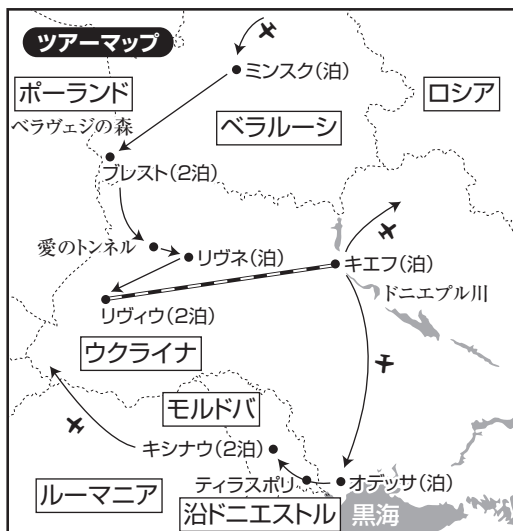 ツアーマップ
ミンスク(泊)
ポーランド
ロシア
ベラヴェジの森
ベラルーシ
ブレスト(2泊)
愛のトンネル
リヴネ(泊)
キエフ(泊)
ドニエプル川
リヴィウ(2泊)
ウクライナ
モルドバ
キシナウ(2泊)
ティラスポリ
オデッサ(泊)
ルーマニア
沿ドニエストル
黒海